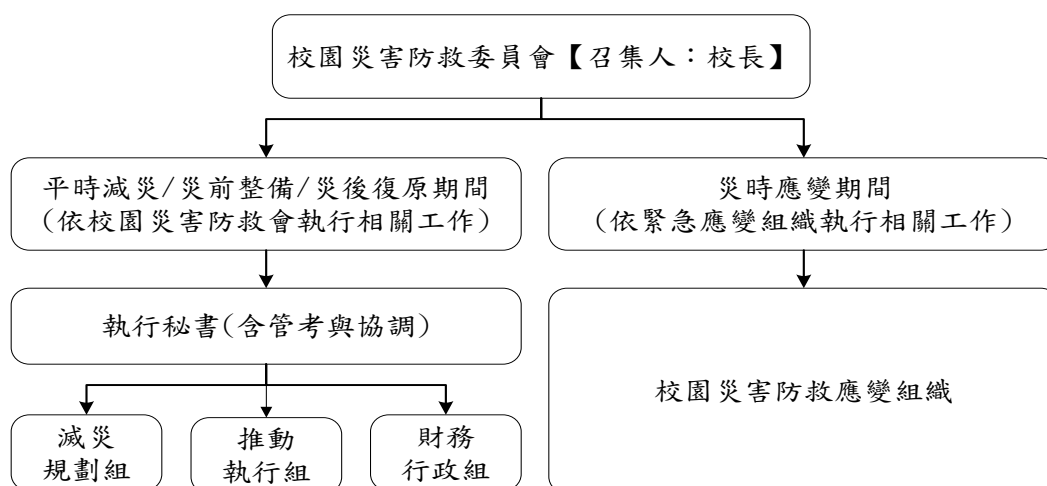 校園災害防救委員會【召集人：校長】
平時減災/災前整備/災後復原期間
(依校園災害防救會執行相關工作)
災時應變期間
(依緊急應變組織執行相關工作)
執行秘書(含管考與協調)
校園災害防救應變組織
減災
規劃組
推動
執行組
財務
行政組